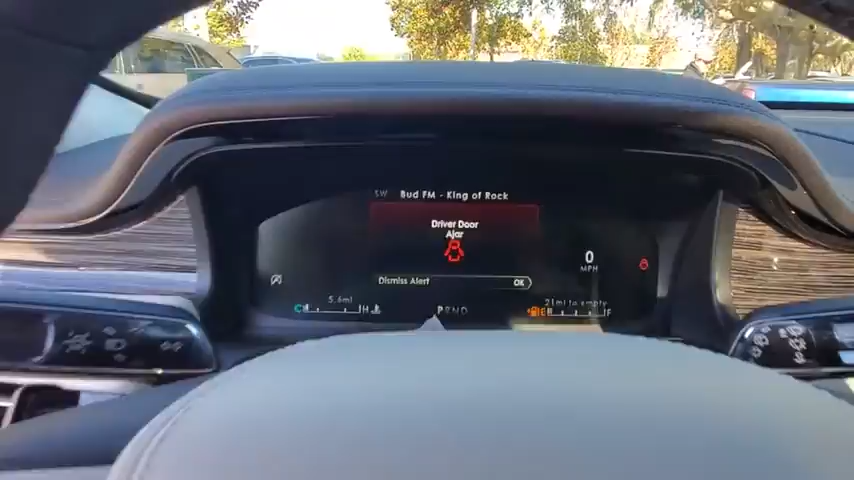 SW Bud FM - King of Rock
Driver Door
Ajar
0
MPH
Dismiss Alert OK
5.6mi 21mi to empty
C H PRND E F